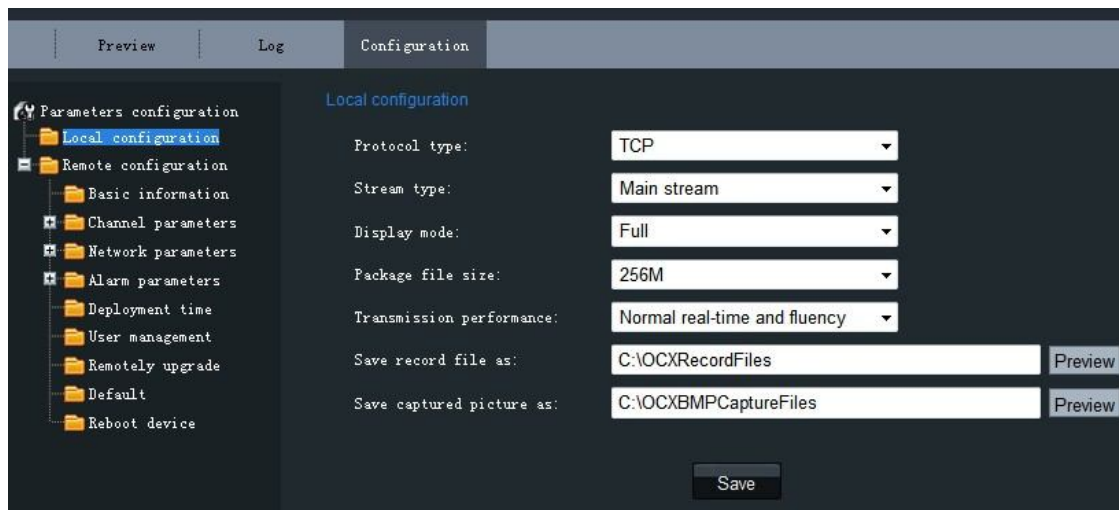 Preview
Log
Configuration
Parameters configuration
Local configuration
Remote configuration
Basic information
Channel parameters
Network parameters
Alarm parameters
Deployment time
User management
Remotely upgrade
Default
Reboot device
Local configuration
Protocol type: TCP
Stream type: Main stream
Display mode: Full
Package file size: 256M
Transmission performance: Normal real-time and fluency
Save record file as: C:\OCXRecordFiles Preview
Save captured picture as: C:\OCXBMPCaptureFiles Preview
Save